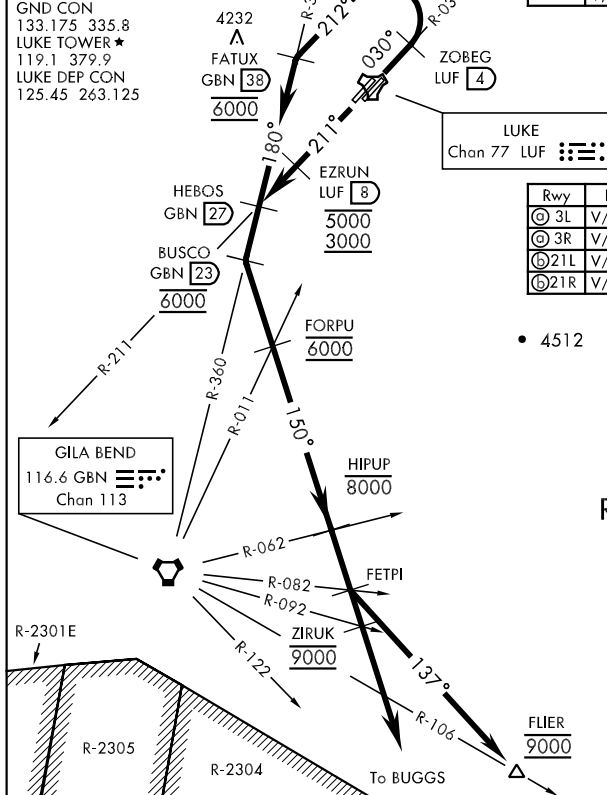 GND CON
133.175 335.8
LUKE TOWER ★
119.1 379.9
LUKE DEP CON
125.45 263.125
4232
FATUX
GBN 38
6000
212°
030°
ZOBEG
LUF 4
211°
180°
LUKE
Chan 77 LUF
EZRUN
LUF 8
5000
3000
HEBOS
GBN 27
BUSCO
GBN 23
6000
Rwy
ⓐ 3L V/
ⓐ 3R V/
ⓑ 21L V/
ⓑ 21R V/
FORPU
6000
• 4512
R-211
R-360
R-011
150°
GILA BEND
116.6 GBN
Chan 113
HIPUP
8000
R-062
R-082
FETPI
R-092
ZIRUK
9000
R-122
137°
R-106
FLIER
9000
R-2301E
R-2305
R-2304
To BUGGS